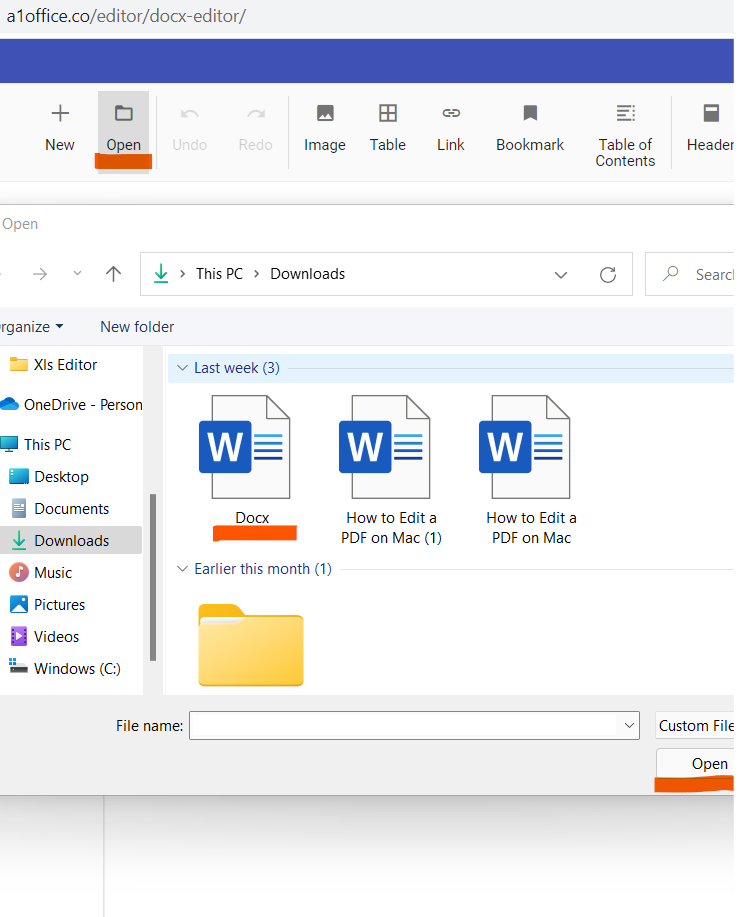 a1office.co/editor/docx-editor/
New
Open
Undo
Redo
Image
Table
Link
Bookmark
Table of
Contents
Header
Open
This PC
Downloads
Search
rganize
New folder
Xls Editor
OneDrive - Person
This PC
Desktop
Documents
Downloads
Music
Pictures
Videos
Windows (C:)
Last week (3)
W
W
W
Docx
How to Edit a
PDF on Mac (1)
How to Edit a
PDF on Mac
Earlier this month (1)
File name:
Custom File
Open